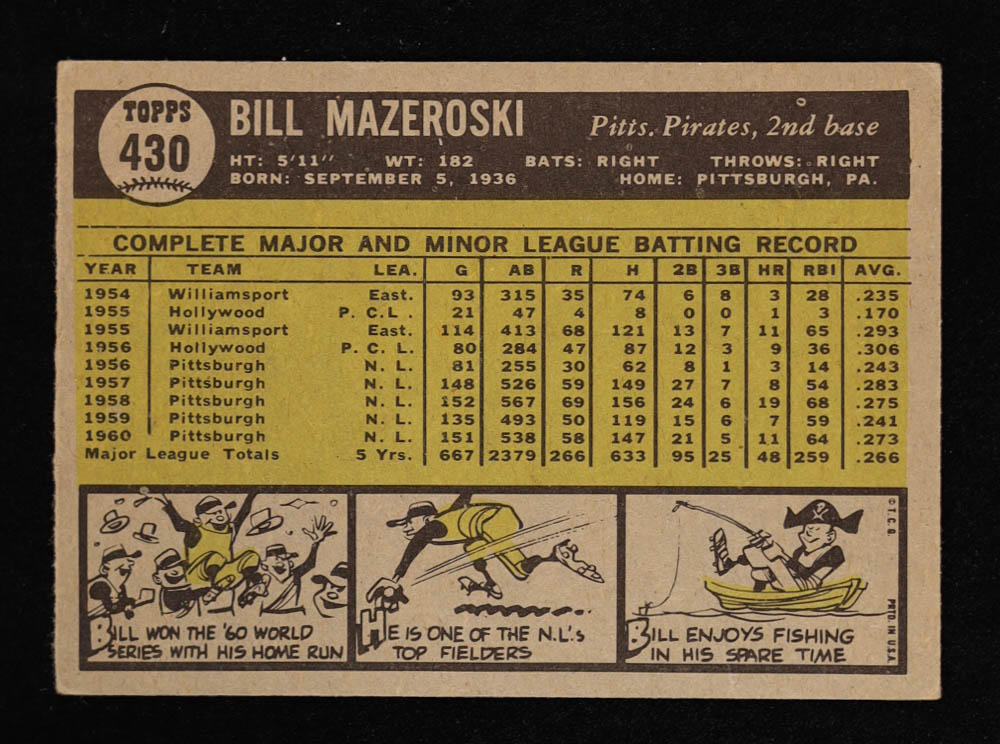 TOPPS
430
BILL MAZEROSKI Pitts. Pirates, 2nd base
HT: 5'11" WT: 182 BATS: RIGHT THROWS: RIGHT
BORN: SEPTEMBER 5, 1936 HOME: PITTSBURGH, PA.
COMPLETE MAJOR AND MINOR LEAGUE BATTING RECORD
YEAR TEAM LEA. G AB R H 2B 3B HR RBI AVG.
1954 Williamsport East. 93 315 35 74 6 8 3 28 .235
1955 Hollywood P. C.L. 21 47 4 8 0 0 1 3 .170
1955 Williamsport East. 114 413 68 121 13 7 11 65 .293
1956 Hollywood P. C. L. 80 284 47 87 12 3 9 36 .306
1956 Pittsburgh N. L. 81 255 30 62 8 1 3 14 .243
1957 Pittsburgh N. L. 148 526 59 149 27 7 8 54 .283
1958 Pittsburgh N. L. 152 567 69 156 24 6 19 68 .275
1959 Pittsburgh N. L. 135 493 50 119 15 6 7 59 .241
1960 Pittsburgh N. L. 151 538 58 147 21 5 11 64 .273
Major League Totals 5 Yrs. 667 2379 266 633 95 25 48 259 .266
BILL WON THE '60 WORLD
SERIES WITH HIS HOME RUN
HE IS ONE OF THE N.L.'s
TOP FIELDERS
BILL ENJOYS FISHING
IN HIS SPARE TIME
© T.C.G.
PRTD. IN U.S.A.